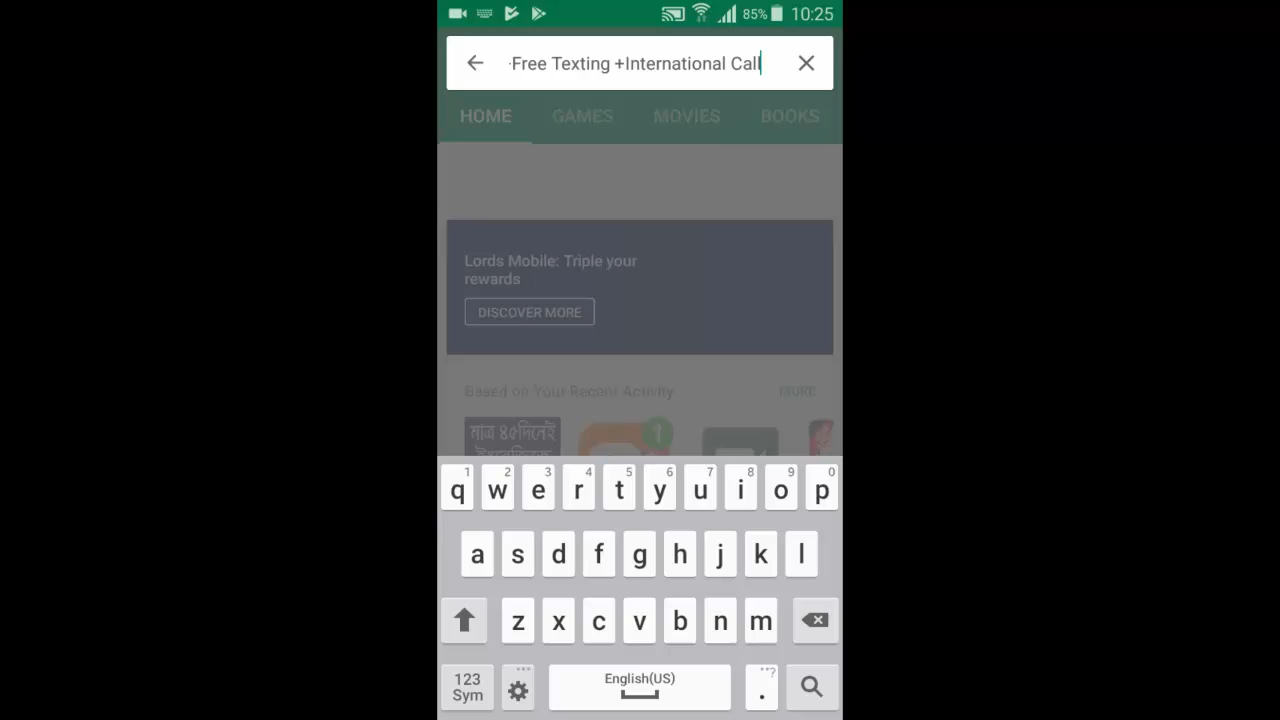 85% 10:25
-Free Texting +International Call
HOME GAMES MOVIES BOOKS
Lords Mobile: Triple your
rewards
DISCOVER MORE
Based on Your Recent Activity MORE
মাত্র ৪৫দিনেই
1 2 3 4 5 6 7 8 9 0
q w e r t y u i o p
a s d f g h j k l
z x c v b n m
123
Sym
English(US)
. ?